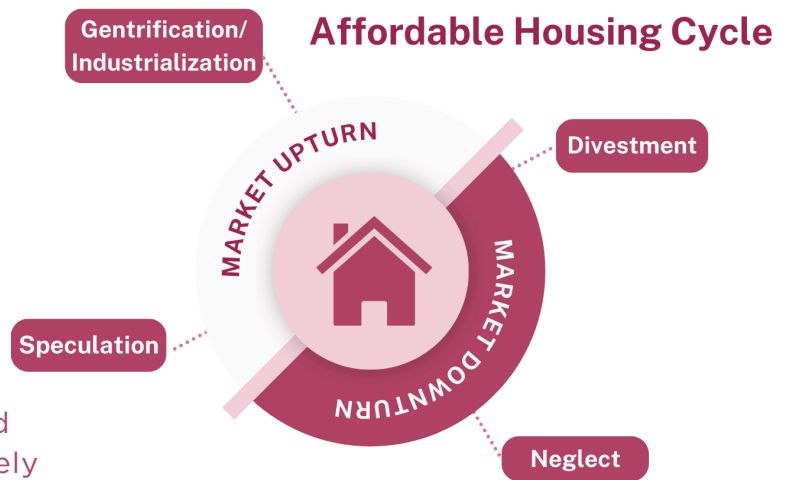 Affordable Housing Cycle
Gentrification/
Industrialization
Divestment
MARKET UPTURN
MARKET DOWNTURN
Speculation
Neglect